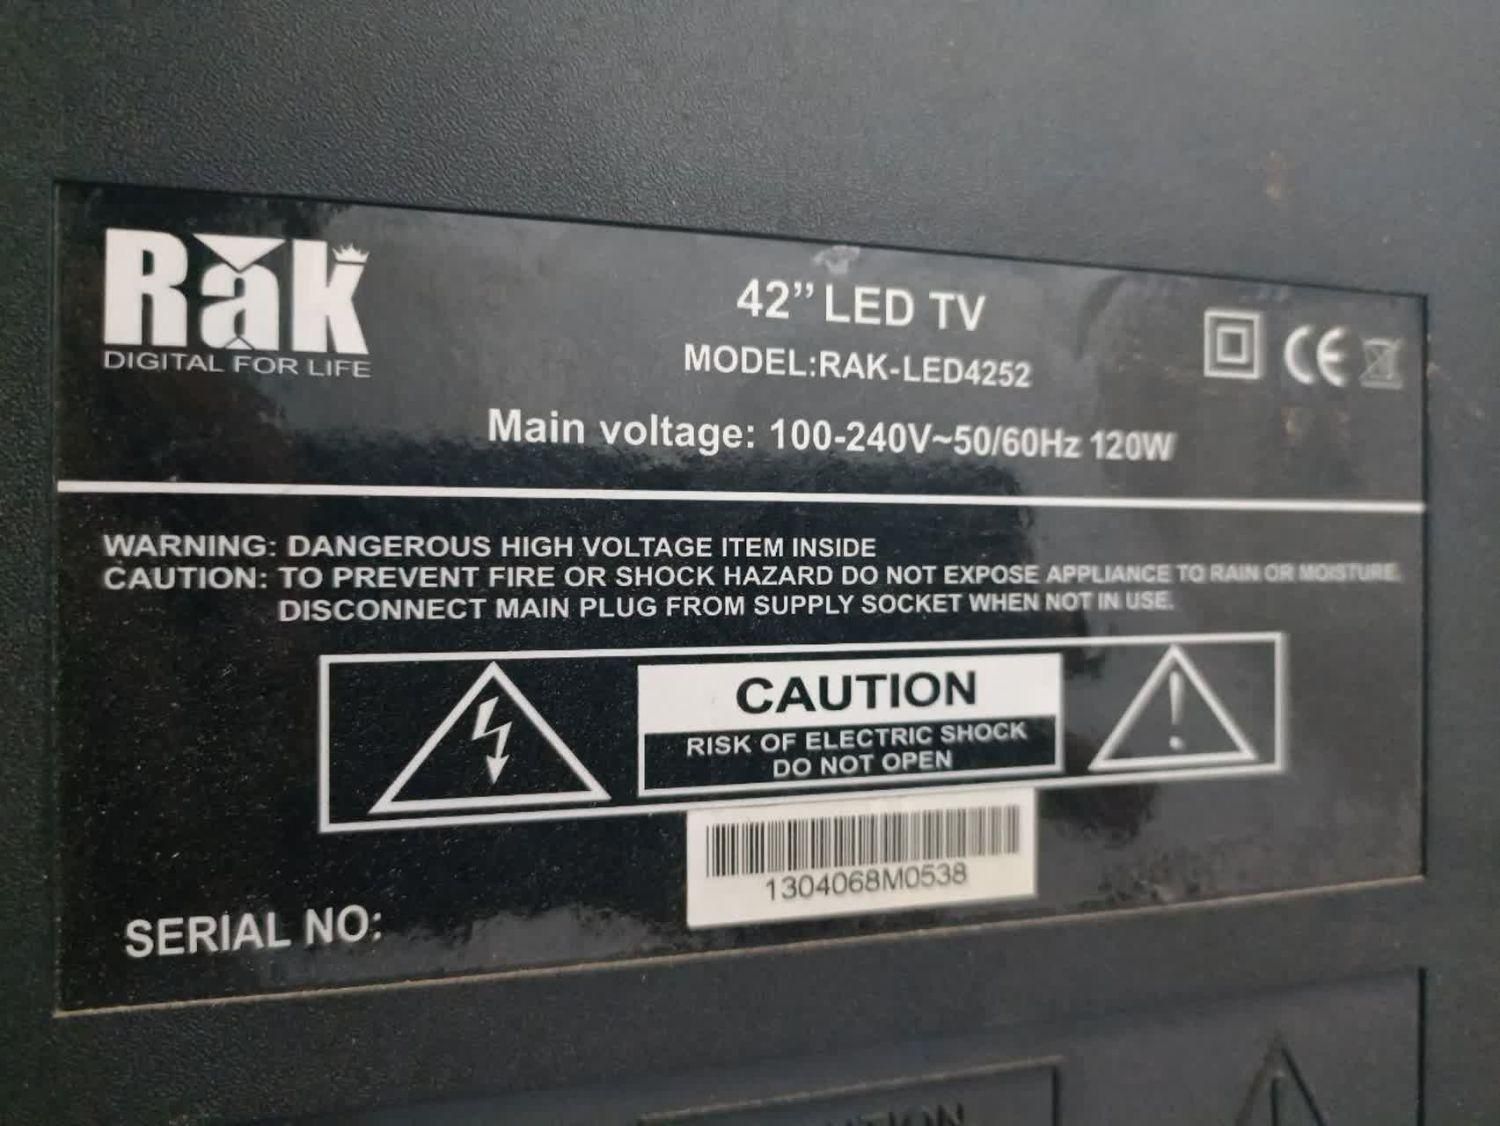 Rak
DIGITAL FOR LIFE
42” LED TV
MODEL:RAK-LED4252
Main voltage: 100-240V~50/60Hz 120W
CE
WARNING: DANGEROUS HIGH VOLTAGE ITEM INSIDE
CAUTION: TO PREVENT FIRE OR SHOCK HAZARD DO NOT EXPOSE APPLIANCE TO RAIN OR MOISTURE.
DISCONNECT MAIN PLUG FROM SUPPLY SOCKET WHEN NOT IN USE.
CAUTION
RISK OF ELECTRIC SHOCK
DO NOT OPEN
1304068M0538
SERIAL NO: